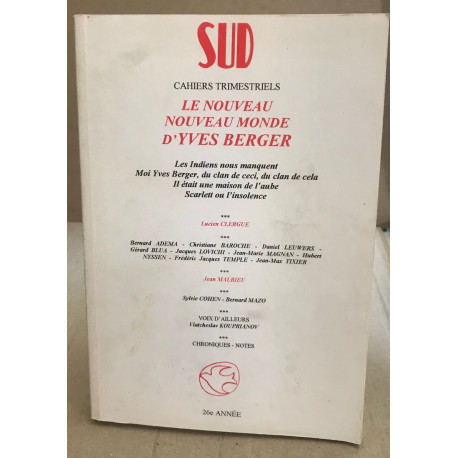 SUD
CAHIERS TRIMESTRIELS
LE NOUVEAU
NOUVEAU MONDE
D'YVES BERGER
Les Indiens nous manquent
Moi Yves Berger, du clan de ceci, du clan de cela
Il était une maison de l'aube
Scarlett ou l'insolence
***
Lucien CLERGUE
***
Bernard ADEMA - Christiane BAROCHE - Daniel LEUWERS -
Gérard BLUA - Jacques LOVICHI - Jean-Marie MAGNAN - Hubert
NYSSEN - Frédéric Jacques TEMPLE - Jean-Max TIXIER
***
Jean MALRIEU
***
Sylvie COHEN - Bernard MAZO
***
VOIX D'AILLEURS
Viatcheslav KOUPRIANOV
***
CHRONIQUES - NOTES
26e ANNÉE